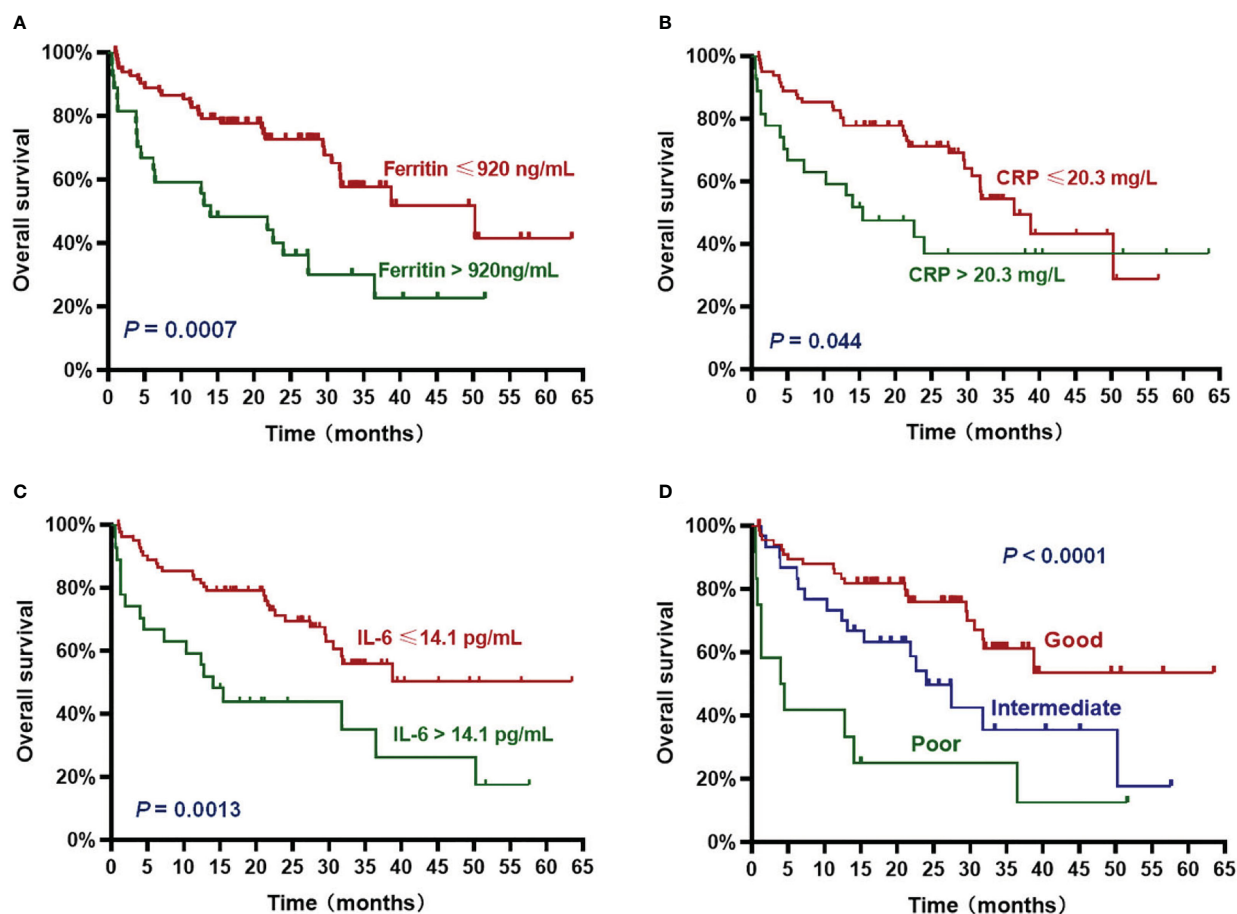 A
100%
80%
60%
40%
20%
0%
Overall survival
Ferritin ≤ 920 ng/mL
Ferritin > 920ng/mL
P = 0.0007
0 5 10 15 20 25 30 35 40 45 50 55 60 65
Time (months)
B
100%
80%
60%
40%
20%
0%
Overall survival
CRP ≤ 20.3 mg/L
CRP > 20.3 mg/L
P = 0.044
0 5 10 15 20 25 30 35 40 45 50 55 60 65
Time (months)
C
100%
80%
60%
40%
20%
0%
Overall survival
IL-6 ≤ 14.1 pg/mL
IL-6 > 14.1 pg/mL
P = 0.0013
0 5 10 15 20 25 30 35 40 45 50 55 60 65
Time (months)
D
100%
80%
60%
40%
20%
0%
Overall survival
P < 0.0001
Good
Intermediate
Poor
0 5 10 15 20 25 30 35 40 45 50 55 60 65
Time (months)